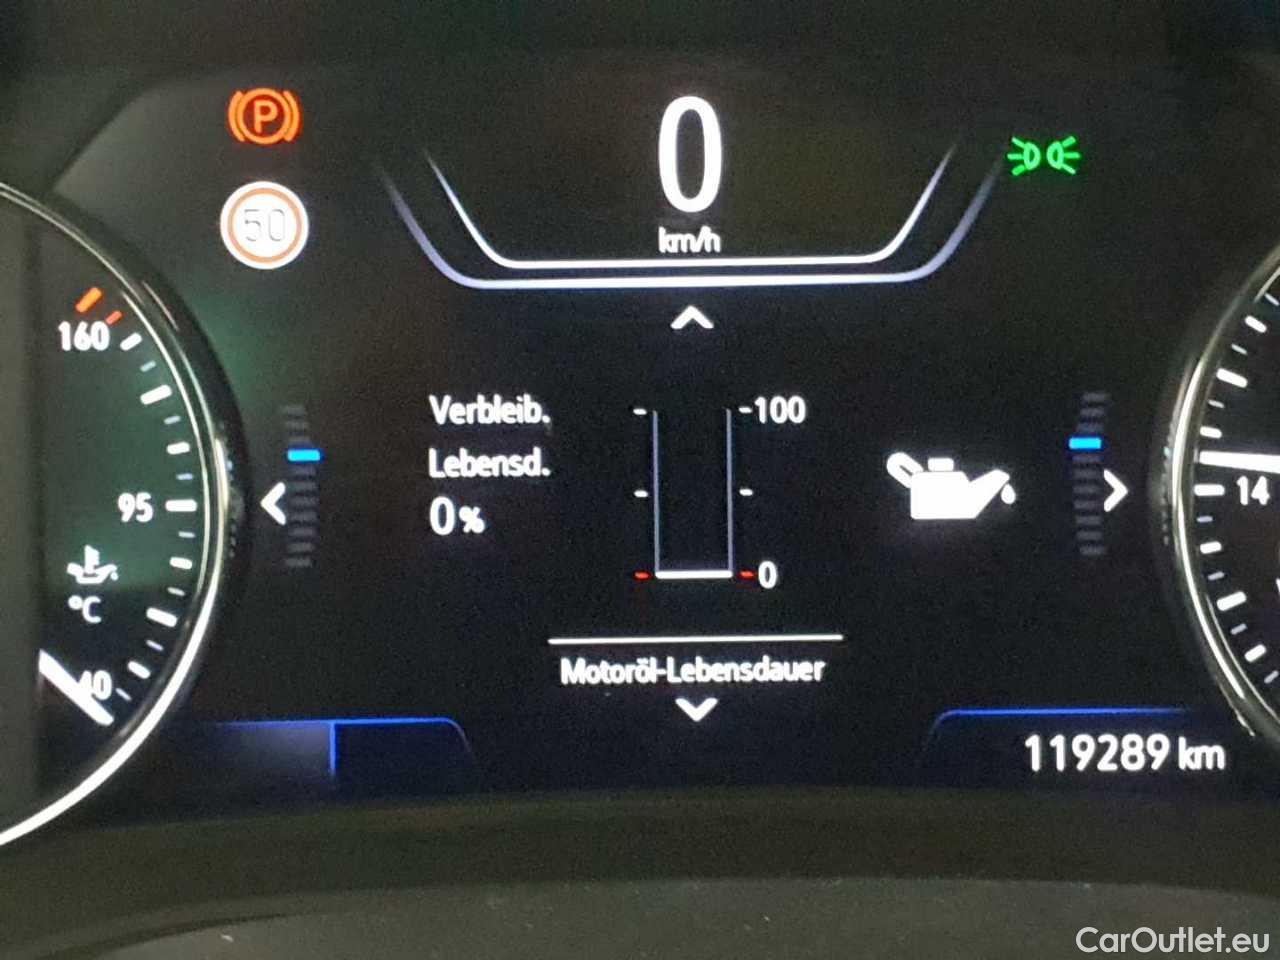 P
0
km/h
50
160
Verbleib.
100
Lebensd.
95
0%
14
0
°C
40
Motoröl-Lebensdauer
119289 km
CarOutlet.eu